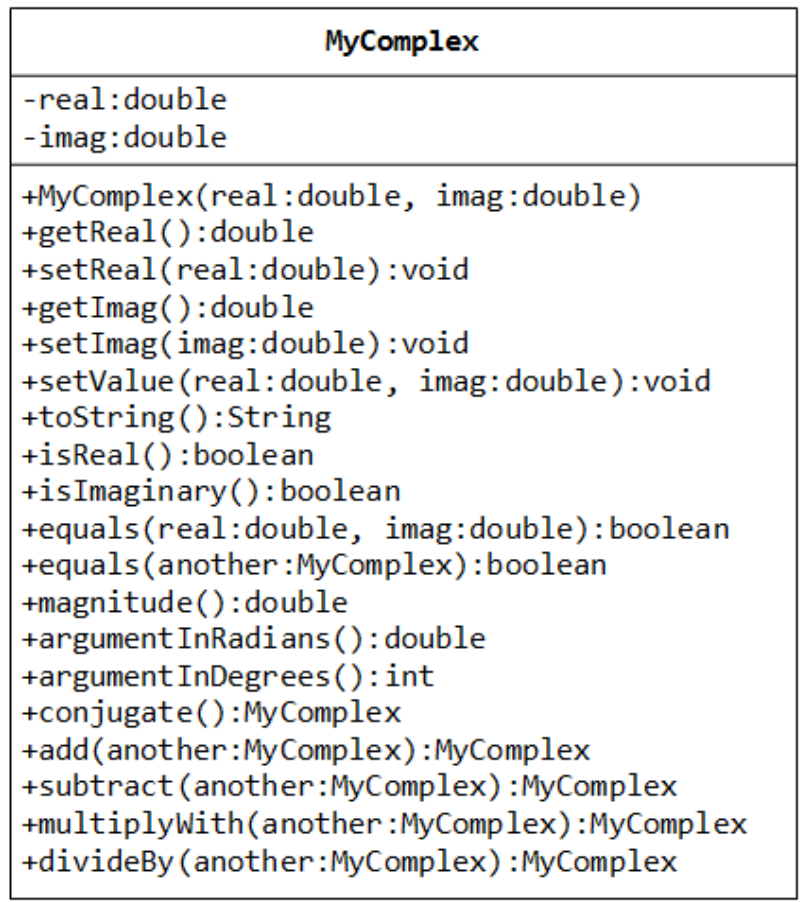 MyComplex
-real:double
-imag:double
+MyComplex(real:double, imag:double)
+getReal():double
+setReal(real:double):void
+getImag():double
+setImag(imag:double):void
+setValue(real:double, imag:double):void
+toString():String
+isReal():boolean
+isImaginary():boolean
+equals(real:double, imag:double):boolean
+equals(another:MyComplex):boolean
+magnitude():double
+argumentInRadians():double
+argumentInDegrees():int
+conjugate():MyComplex
+add(another:MyComplex):MyComplex
+subtract(another:MyComplex):MyComplex
+multiplyWith(another:MyComplex):MyComplex
+divideBy(another:MyComplex):MyComplex